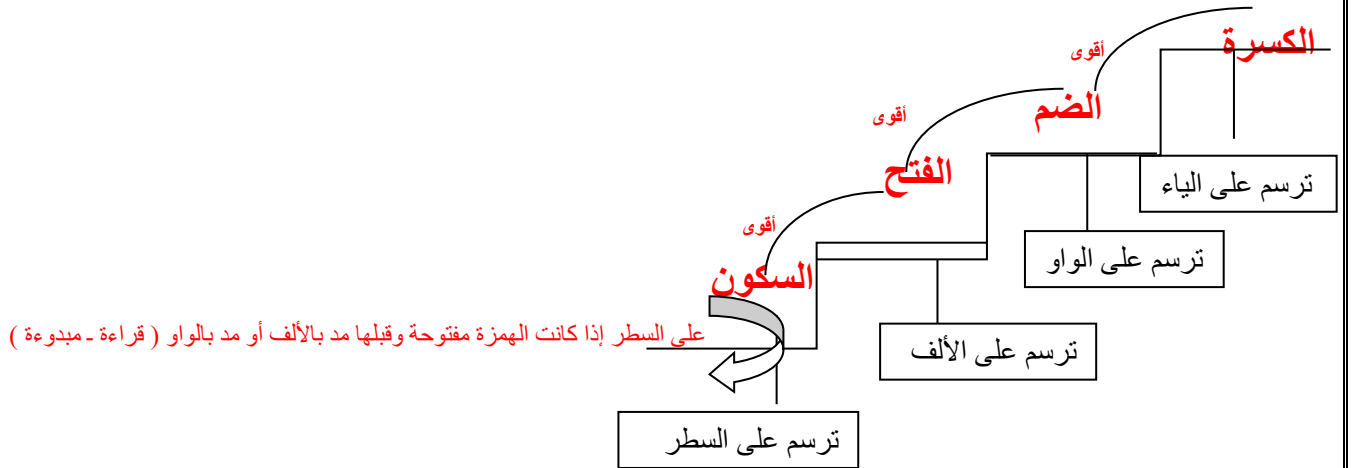 الكسرة
أقوى
الضم
أقوى
الفتح
ترسم على الياء
أقوى
ترسم على الواو
السكون
على السطر إذا كانت الهمزة مفتوحة وقبلها مد بالألف أو مد بالواو ( قراءة ـ مبدوءة )
ترسم على الألف
ترسم على السطر